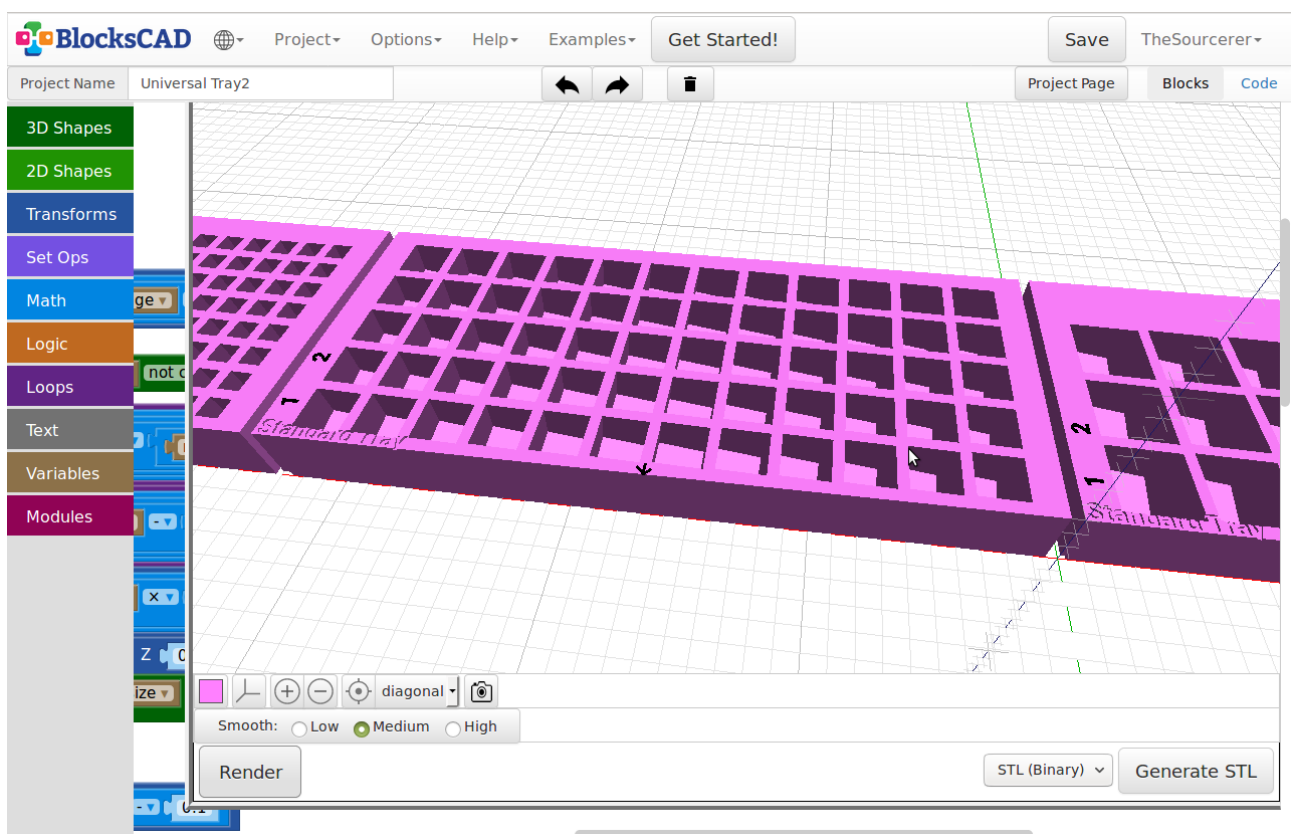 BlocksCAD Project Options Help Examples Get Started! Save TheSourcerer
Project Name Universal Tray2 Project Page Blocks Code
3D Shapes
2D Shapes
Transforms
Set Ops
Math
Logic
Loops
Text
Variables
Modules
ge
not
-
x
Z 0
ize
-
2
1
Standard Tray
2
1
Standard Tray
diagonal
Smooth: Low Medium High
Render STL (Binary) Generate STL